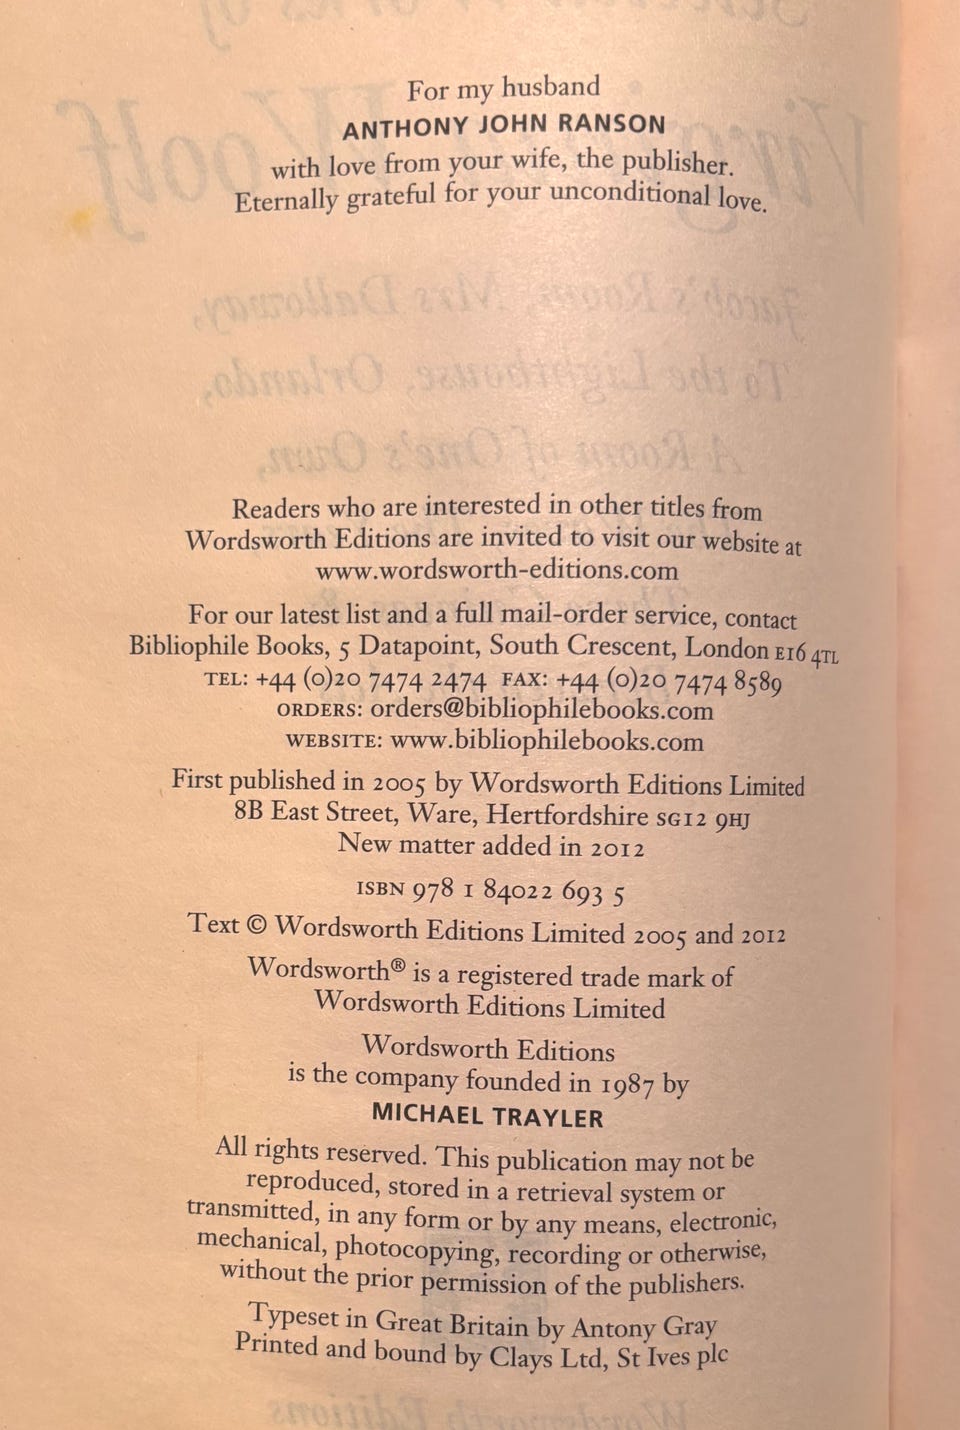 For my husband
ANTHONY JOHN RANSON
with love from your wife, the publisher.
Eternally grateful for your unconditional love.
Readers who are interested in other titles from
Wordsworth Editions are invited to visit our website at
www.wordsworth-editions.com
For our latest list and a full mail-order service, contact
Bibliophile Books, 5 Datapoint, South Crescent, London E16 4TL
TEL: +44 (0)20 7474 2474 FAX: +44 (0)20 7474 8589
ORDERS: orders@bibliophilebooks.com
WEBSITE: www.bibliophilebooks.com
First published in 2005 by Wordsworth Editions Limited
8B East Street, Ware, Hertfordshire SG12 9HJ
New matter added in 2012
ISBN 978 1 84022 693 5
Text © Wordsworth Editions Limited 2005 and 2012
Wordsworth® is a registered trade mark of
Wordsworth Editions Limited
Wordsworth Editions
is the company founded in 1987 by
MICHAEL TRAYLER
All rights reserved. This publication may not be
reproduced, stored in a retrieval system or
transmitted, in any form or by any means, electronic,
mechanical, photocopying, recording or otherwise,
without the prior permission of the publishers.
Typeset in Great Britain by Antony Gray
Printed and bound by Clays Ltd, St Ives plc